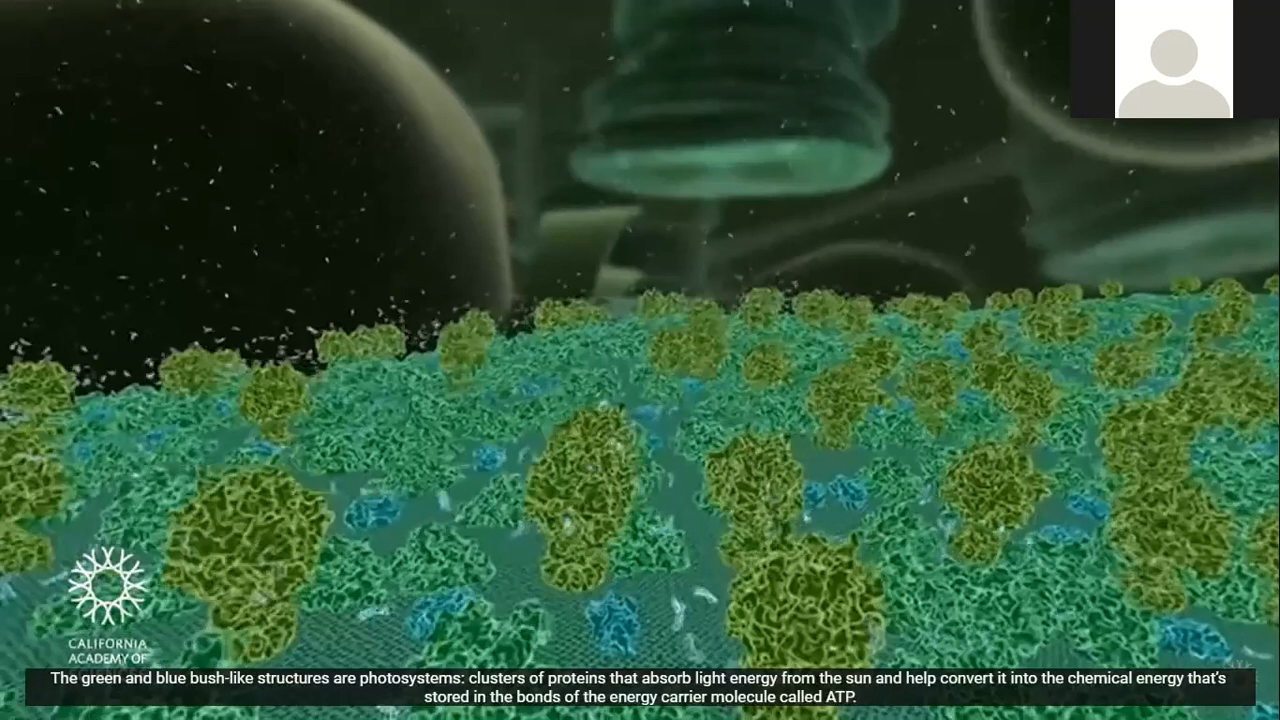 CALIFORNIA
ACADEMY OF
The green and blue bush-like structures are photosystems: clusters of proteins that absorb light energy from the sun and help convert it into the chemical energy that's
stored in the bonds of the energy carrier molecule called ATP.